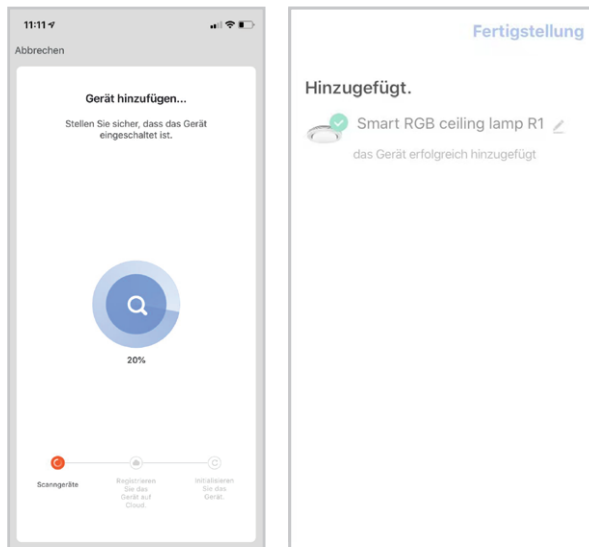 11:11
Abbrechen
Gerät hinzufügen...
Stellen Sie sicher, dass das Gerät
eingeschaltet ist.
20%
Scanngeräte
Registrieren
Sie das
Gerät auf
Cloud.
Initialisieren
Sie das
Gerät.
Fertigstellung
Hinzugefügt.
Smart RGB ceiling lamp R1
das Gerät erfolgreich hinzugefügt